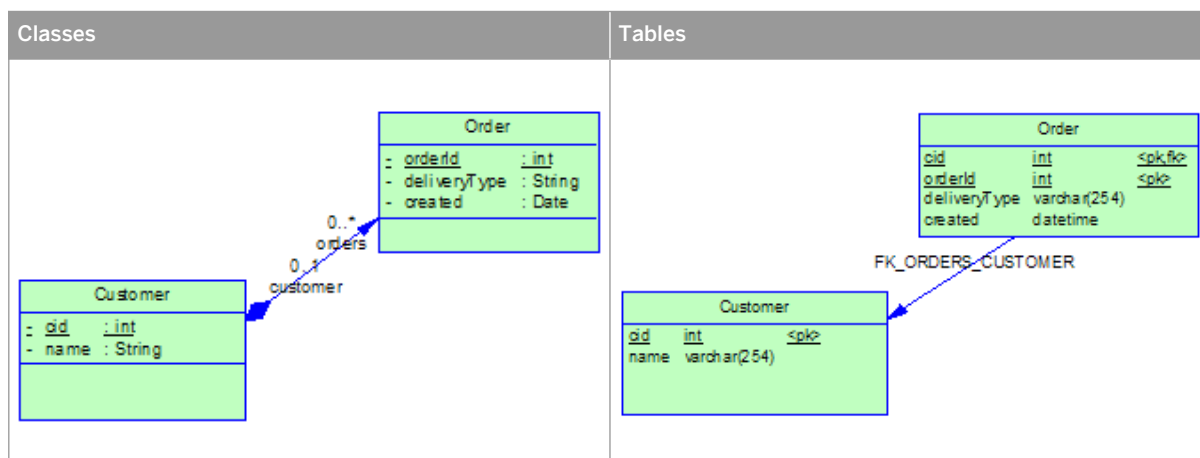 Classes
Tables
Order
- orderId : int
- deliveryType : String
- created : Date
0..*
orders
0..1
customer
Customer
- cid : int
- name : String
Order
cid int <pk,fk>
orderId int <pk>
deliveryType varchar(254)
created datetime
FK_ORDERS_CUSTOMER
Customer
cid int <pk>
name varchar(254)